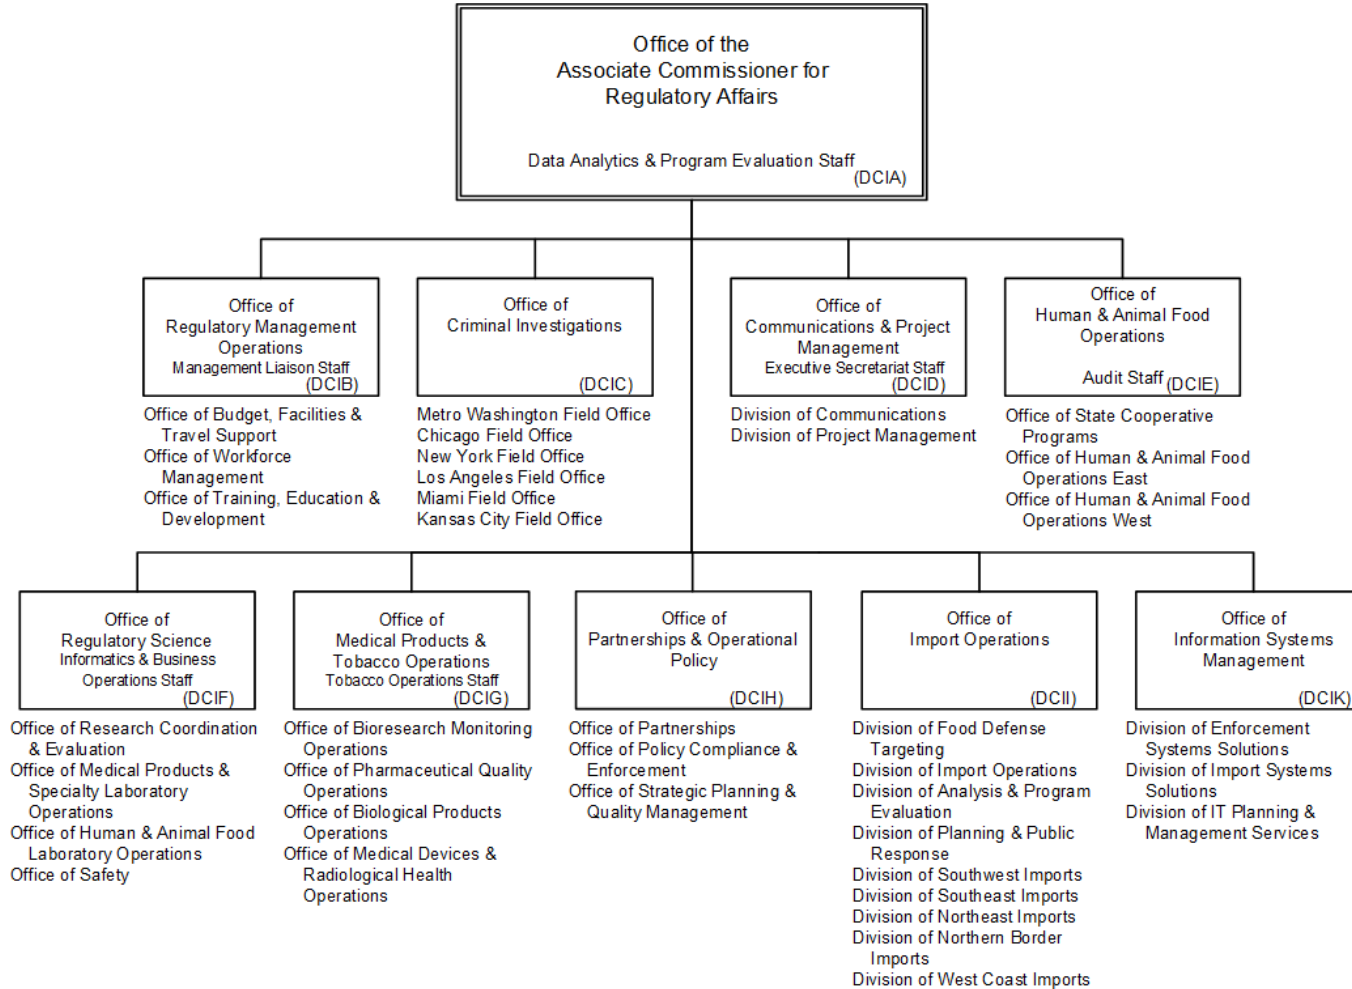 Office of the
Associate Commissioner for
Regulatory Affairs
Data Analytics & Program Evaluation Staff
(DCIA)
Office of
Regulatory Management
Operations
Management Liaison Staff
(DCIB)
Office of Budget, Facilities &
Travel Support
Office of Workforce
Management
Office of Training, Education &
Development
Office of
Criminal Investigations
(DCIC)
Metro Washington Field Office
Chicago Field Office
New York Field Office
Los Angeles Field Office
Miami Field Office
Kansas City Field Office
Office of
Communications & Project
Management
Executive Secretariat Staff
(DCID)
Division of Communications
Division of Project Management
Office of
Human & Animal Food
Operations
Audit Staff (DCIE)
Office of State Cooperative
Programs
Office of Human & Animal Food
Operations East
Office of Human & Animal Food
Operations West
Office of
Regulatory Science
Informatics & Business
Operations Staff
(DCIF)
Office of Research Coordination
& Evaluation
Office of Medical Products &
Specialty Laboratory
Operations
Office of Human & Animal Food
Laboratory Operations
Office of Safety
Office of
Medical Products &
Tobacco Operations
Tobacco Operations Staff
(DCIG)
Office of Bioresearch Monitoring
Operations
Office of Pharmaceutical Quality
Operations
Office of Biological Products
Operations
Office of Medical Devices &
Radiological Health
Operations
Office of
Partnerships & Operational
Policy
(DCIH)
Office of Partnerships
Office of Policy Compliance &
Enforcement
Office of Strategic Planning &
Quality Management
Office of
Import Operations
(DCII)
Division of Food Defense
Targeting
Division of Import Operations
Division of Analysis & Program
Evaluation
Division of Planning & Public
Response
Division of Southwest Imports
Division of Southeast Imports
Division of Northeast Imports
Division of Northern Border
Imports
Division of West Coast Imports
Office of
Information Systems
Management
(DCIK)
Division of Enforcement
Systems Solutions
Division of Import Systems
Solutions
Division of IT Planning &
Management Services